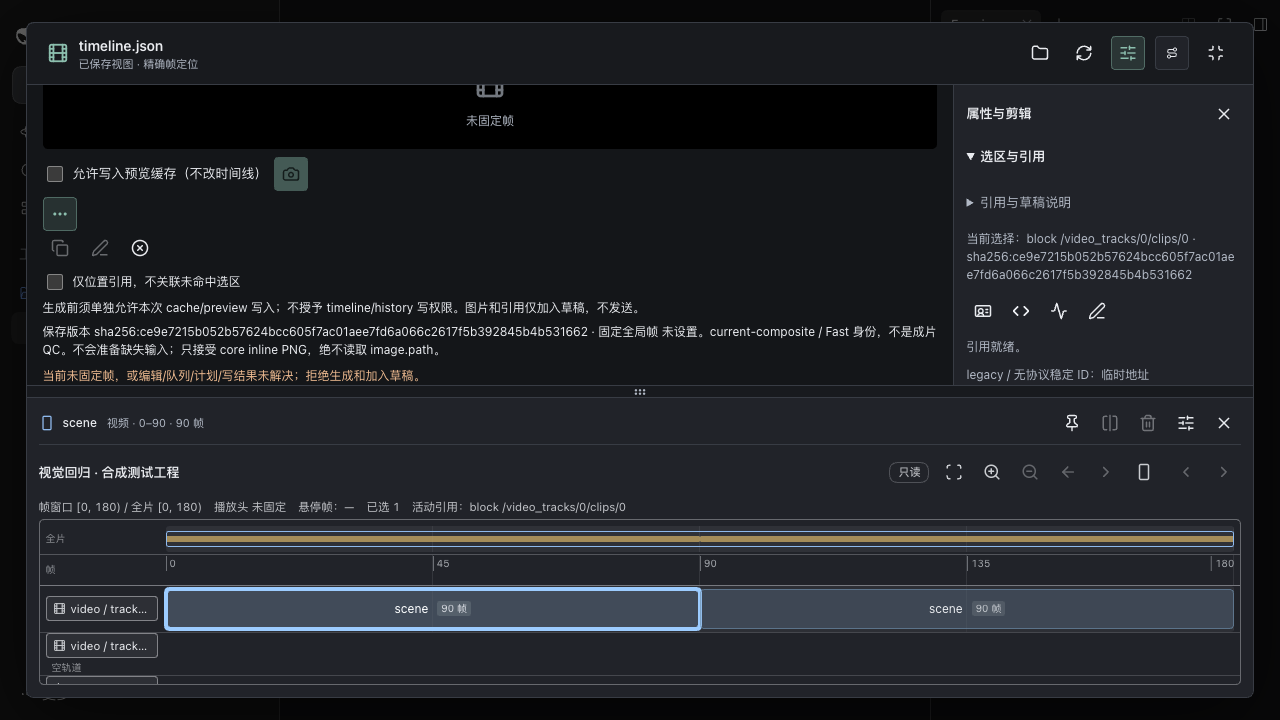 timeline.json
已保存视图 · 精确帧定位
未固定帧
允许写入预览缓存（不改时间线）
仅位置引用，不关联未命中选区
生成前须单独允许本次 cache/preview 写入；不授予 timeline/history 写权限。图片和引用仅加入草稿，不发送。
保存版本 sha256:ce9e7215b052b57624bcc605f7ac01aee7fd6a066c2617f5b392845b4b531662 · 固定全局帧 未设置。current-composite / Fast 身份，不是成片
QC。不会准备缺失输入；只接受 core inline PNG，绝不读取 image.path。
当前未固定帧，或编辑/队列/计划/写结果未解决；拒绝生成和加入草稿。
属性与剪辑
选区与引用
引用与草稿说明
当前选择：block /video_tracks/0/clips/0 ·
sha256:ce9e7215b052b57624bcc605f7ac01ae
e7fd6a066c2617f5b392845b4b531662
引用就绪。
legacy / 无协议稳定 ID：临时地址
scene 视频 · 0–90 · 90 帧
视觉回归 · 合成测试工程
只读
帧窗口 [0, 180) / 全片 [0, 180) 播放头 未固定 悬停帧：— 已选 1 活动引用：block /video_tracks/0/clips/0
全片
帧 0 45 90 135 180
video / track... scene 90 帧 scene 90 帧
video / track...
空轨道